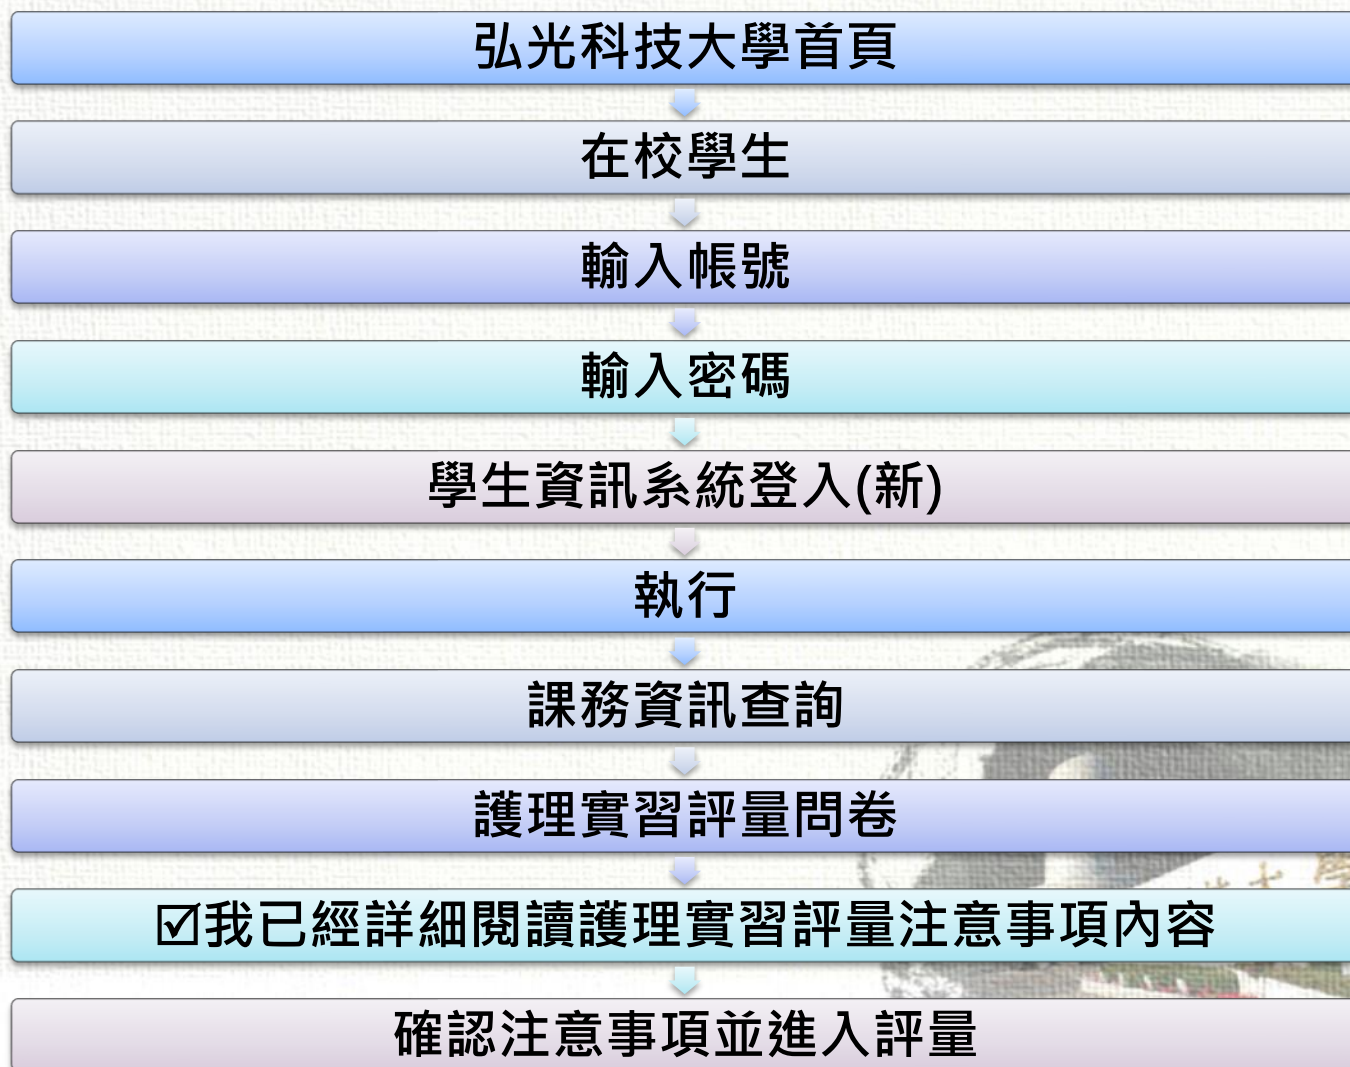 弘光科技大學首頁
在校學生
輸入帳號
輸入密碼
學生資訊系統登入(新)
執行
課務資訊查詢
護理實習評量問卷
☑我已經詳細閱讀護理實習評量注意事項內容
確認注意事項並進入評量